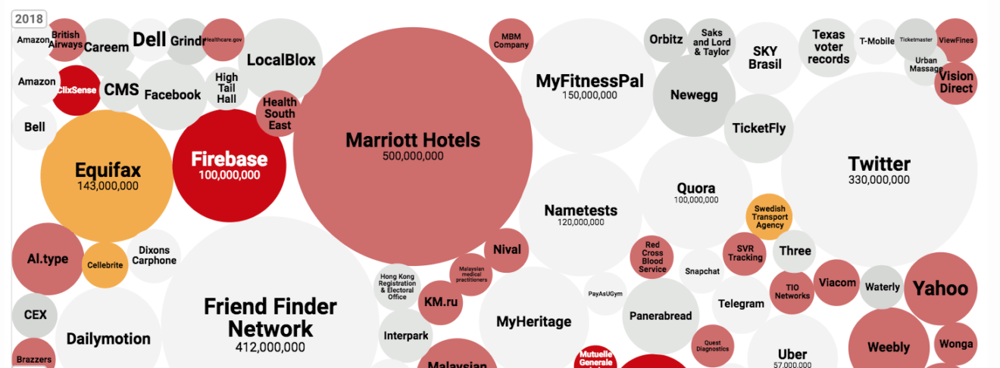 2018
Amazon
British
Airways
Careem
Dell
Grindr
Healthcare.gov
LocalBlox
MBM
Company
MyFitnessPal
150,000,000
Orbitz
Saks
and Lord
& Taylor
SKY
Brasil
Texas
voter
records
T-Mobile
Ticketmaster
ViewFines
Urban
Massage
Vision
Direct
Amazon
ClixSense
CMS
Facebook
High
Tail
Hall
Health
South
East
Marriott Hotels
500,000,000
Newegg
TicketFly
Bell
Equifax
143,000,000
Firebase
100,000,000
Twitter
330,000,000
Quora
100,000,000
Nametests
120,000,000
Swedish
Transport
Agency
AI.type
Cellebrite
Dixons
Carphone
Nival
Malaysian
medical
practitioners
Red
Cross
Blood
Service
SVR
Tracking
Three
Snapchat
Hong Kong
Registration
& Electoral
Office
KM.ru
PayAsUGym
TIO
Networks
Viacom
Waterly
Yahoo
CEX
Friend Finder
Network
412,000,000
Telegram
MyHeritage
Panerabread
Dailymotion
Interpark
Brazzers
Malaysian
Mutuelle
Generale
Quest
Diagnostics
Uber
57,000,000
Weebly
Wonga